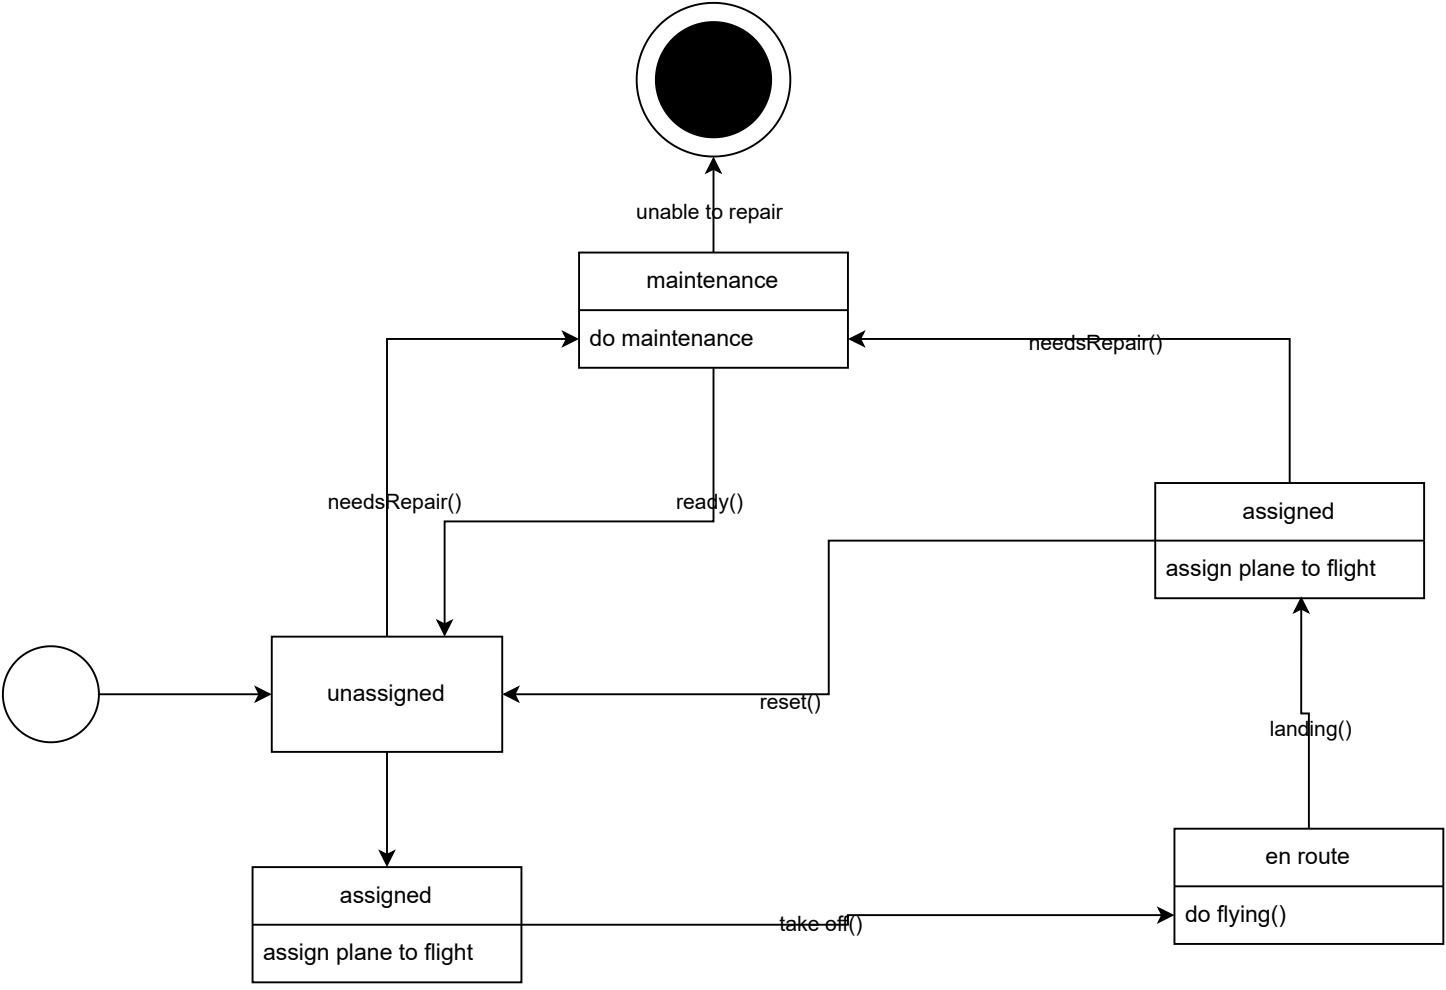 unable to repair
maintenance
do maintenance
needsRepair()
needsRepair()
ready()
assigned
assign plane to flight
unassigned
reset()
landing()
en route
do flying()
assigned
take off()
assign plane to flight